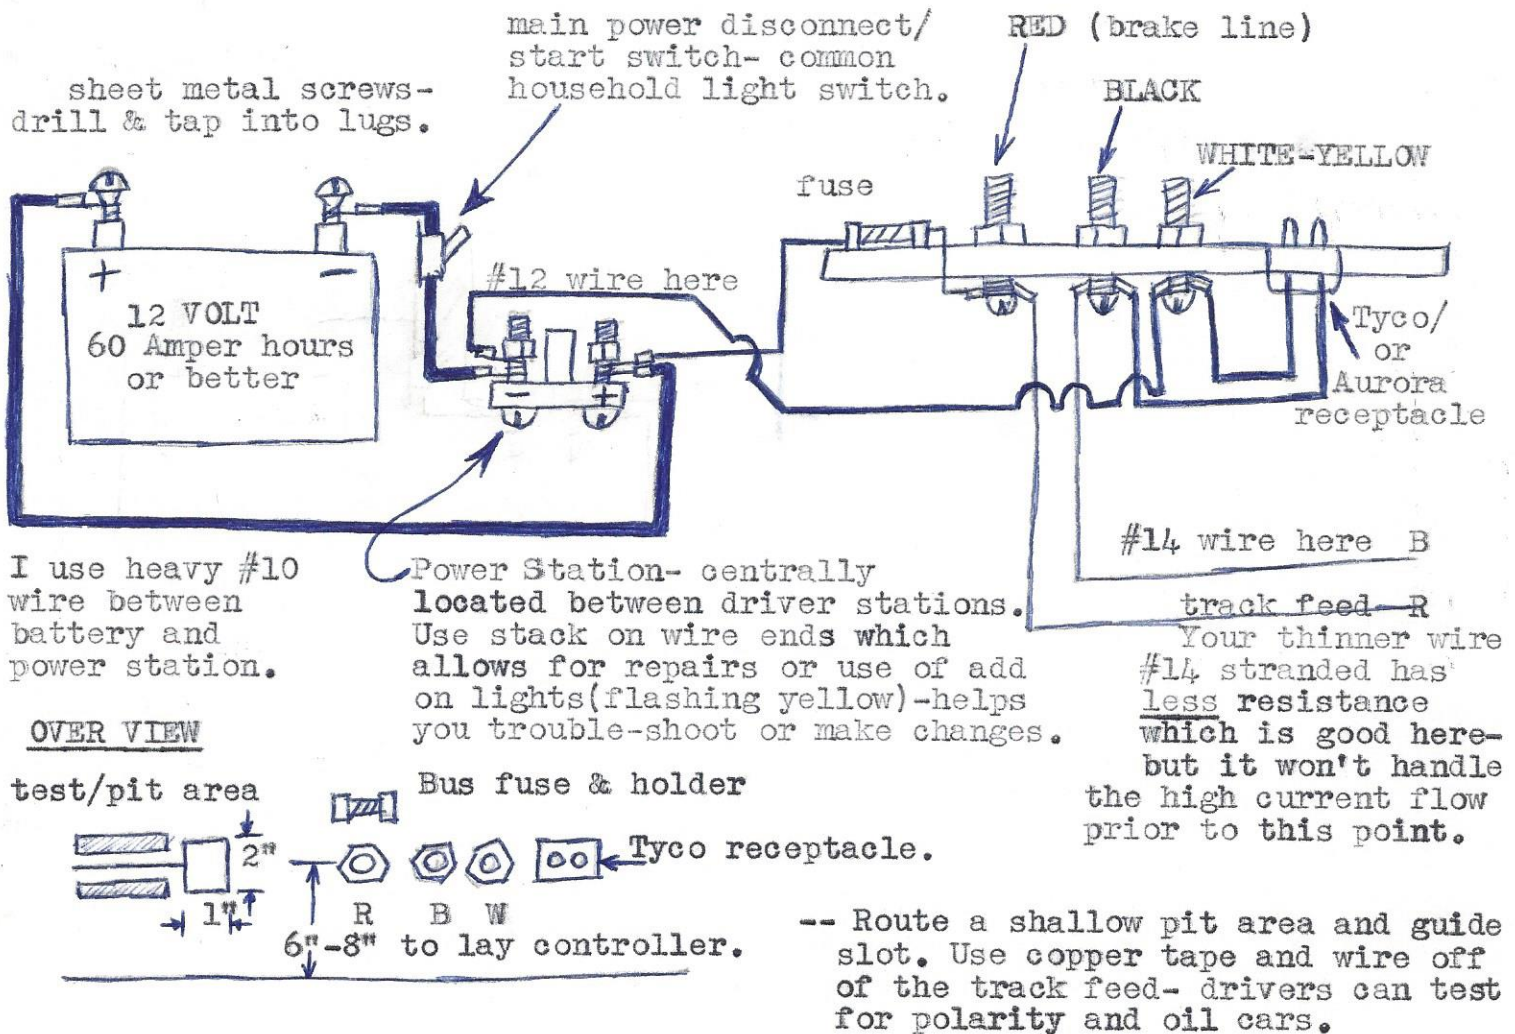 main power disconnect/
start switch- common
household light switch.
RED (brake line)
sheet metal screws-
drill & tap into lugs.
BLACK
WHITE-YELLOW
fuse
+ −
#12 wire here
12 VOLT
60 Amper hours
or better
− +
Tyco/
or
Aurora
receptacle
#14 wire here B
track feed- R
I use heavy #10
wire between
battery and
power station.
Power Station- centrally
located between driver stations.
Use stack on wire ends which
allows for repairs or use of add
on lights(flashing yellow)-helps
you trouble-shoot or make changes.
Your thinner wire
#14 stranded has
less resistance
which is good here-
but it won't handle
the high current flow
prior to this point.
OVER VIEW
test/pit area
2"
1"
Bus fuse & holder
Tyco receptacle.
R B W
6"-8" to lay controller.
-- Route a shallow pit area and guide
slot. Use copper tape and wire off
of the track feed- drivers can test
for polarity and oil cars.